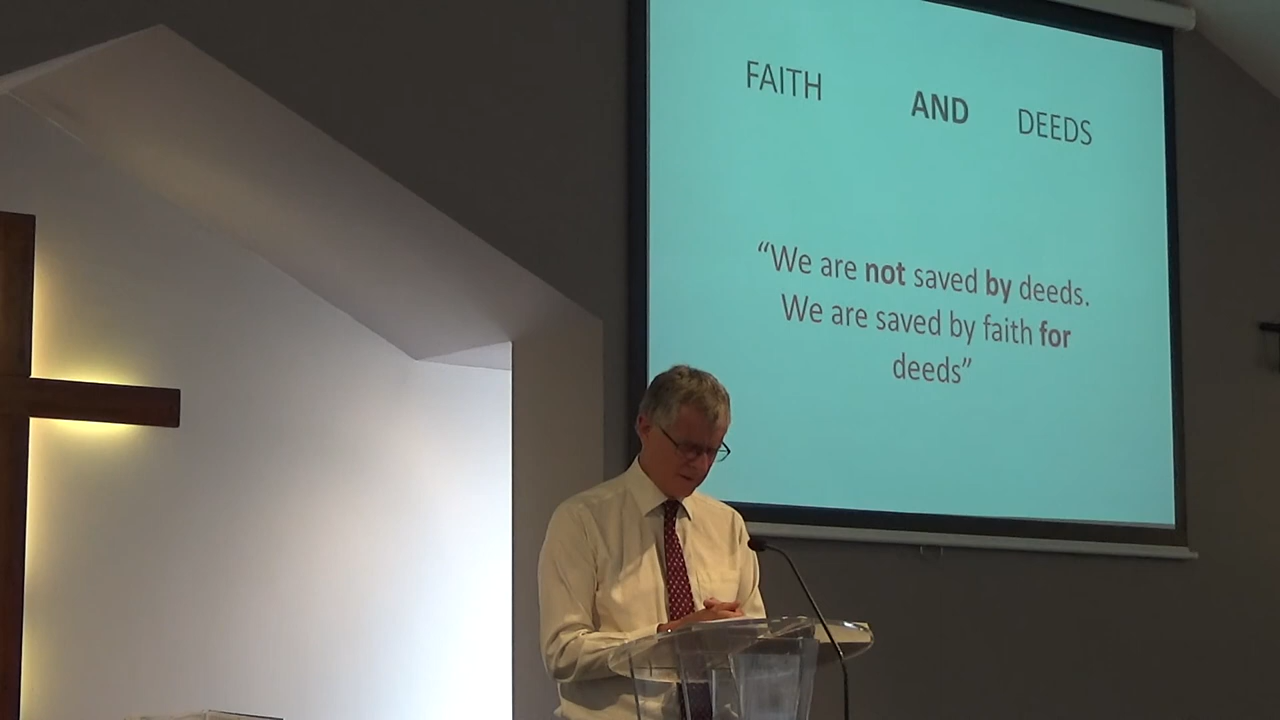 FAITH AND DEEDS
“We are not saved by deeds.
We are saved by faith for
deeds”